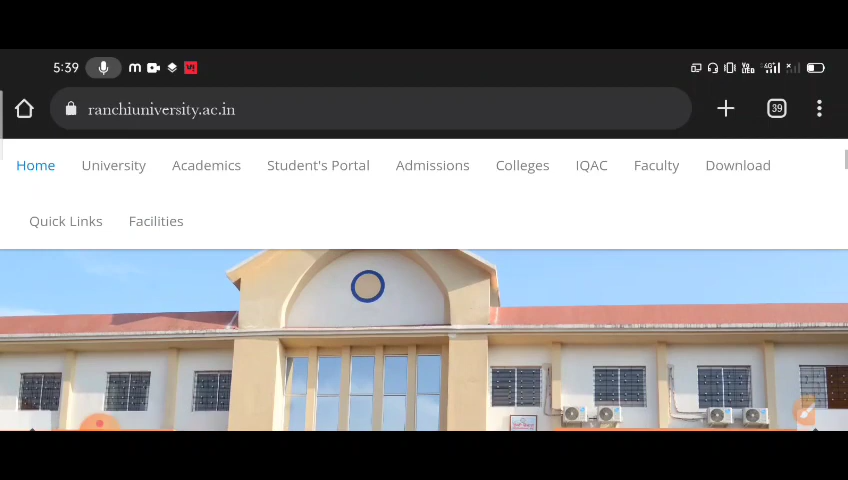 5:39
ranchiuniversity.ac.in
39
Home University Academics Student's Portal Admissions Colleges IQAC Faculty Download
Quick Links Facilities